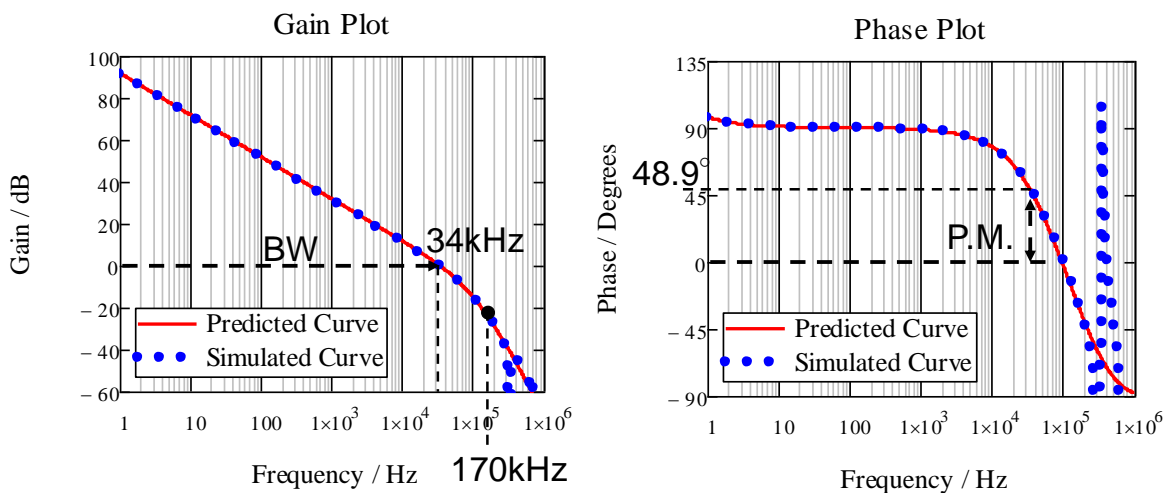 Gain Plot
Gain / dB
100
80
60
40
20
0
− 20
− 40
− 60
BW
34kHz
Predicted Curve
Simulated Curve
1 10 100 1×10³ 1×10⁴ 1×10⁵ 1×10⁶
170kHz
Frequency / Hz
Phase Plot
Phase / Degrees
135
90
48.9°
45
0
− 45
− 90
P.M.
Predicted Curve
Simulated Curve
1 10 100 1×10³ 1×10⁴ 1×10⁵ 1×10⁶
Frequency / Hz